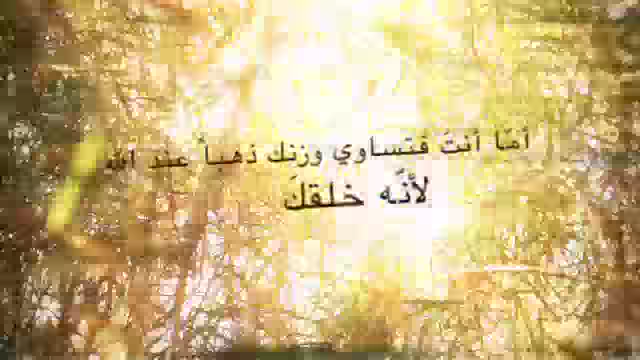 أمّا أنتَ فتساوي وزنك ذهباً عند الله
لأنّه خلقكَ